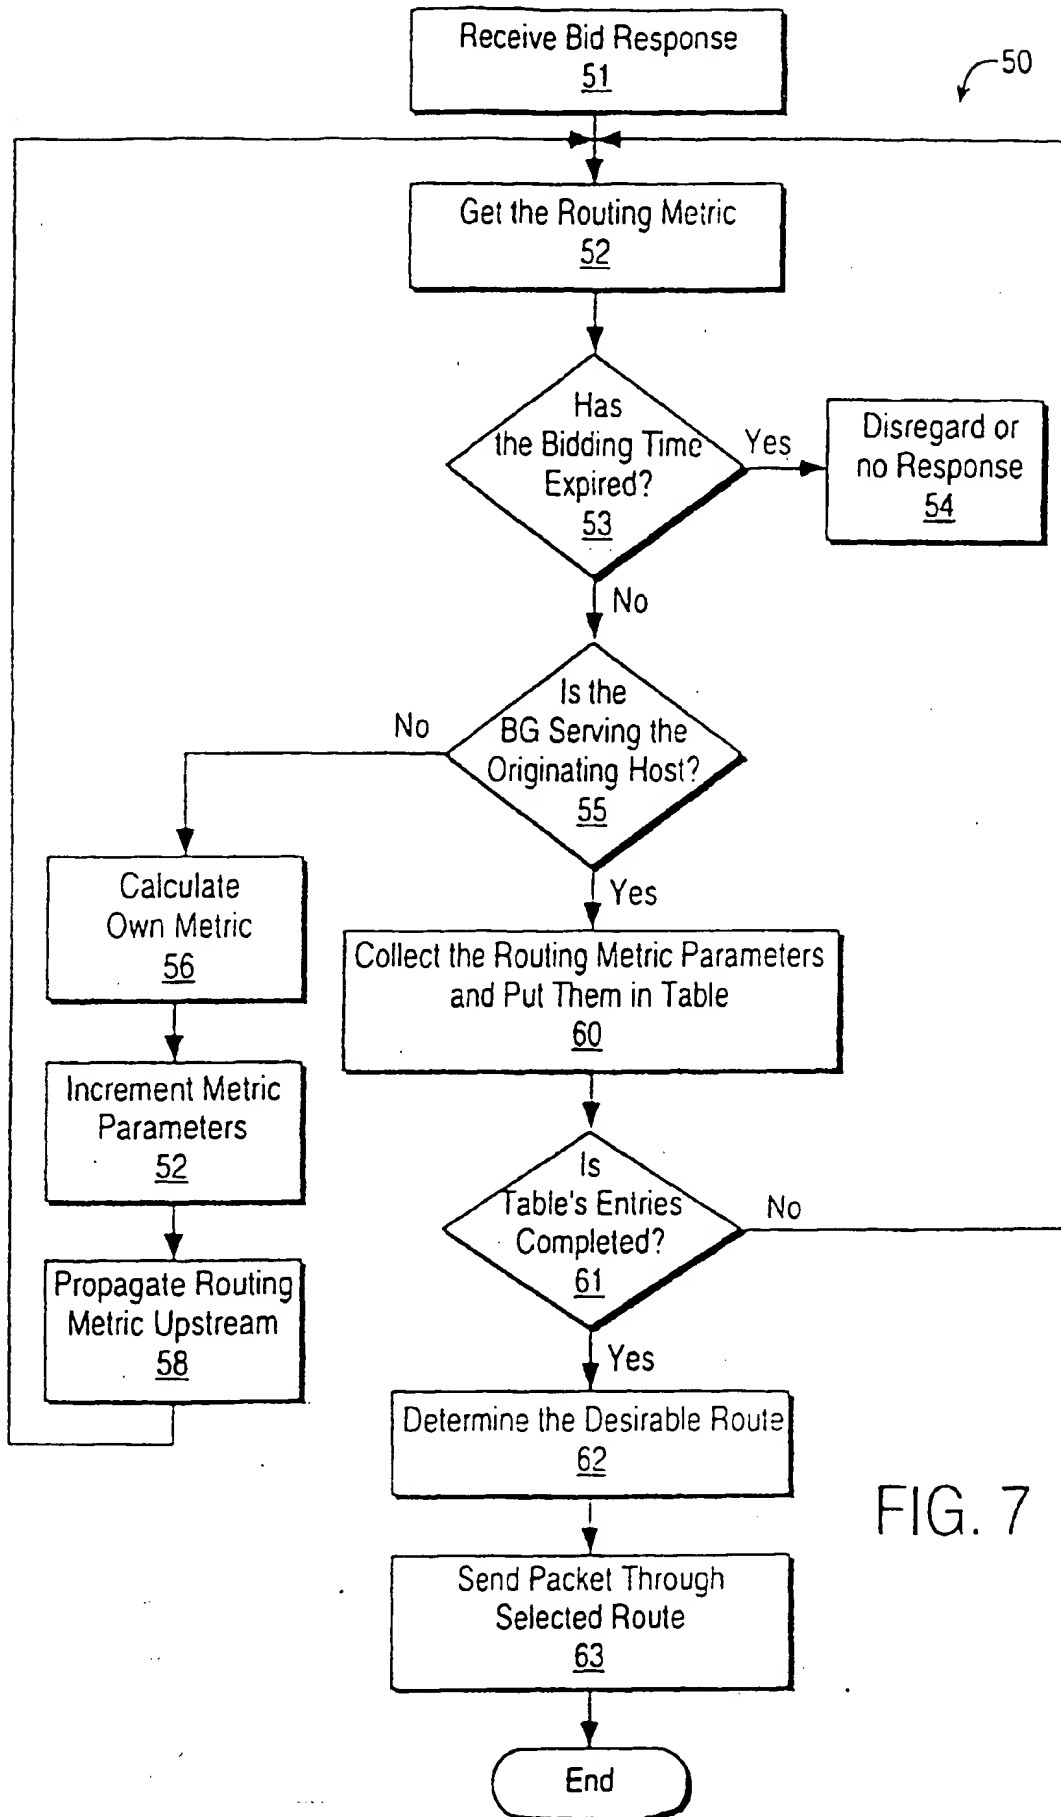 Receive Bid Response
51
50
Get the Routing Metric
52
Has
the Bidding Time
Expired?
53
Yes
Disregard or
no Response
54
No
Is the
BG Serving the
Originating Host?
55
No
Yes
Calculate
Own Metric
56
Collect the Routing Metric Parameters
and Put Them in Table
60
Increment Metric
Parameters
52
Is
Table's Entries
Completed?
61
No
Propagate Routing
Metric Upstream
58
Yes
Determine the Desirable Route
62
FIG. 7
Send Packet Through
Selected Route
63
End